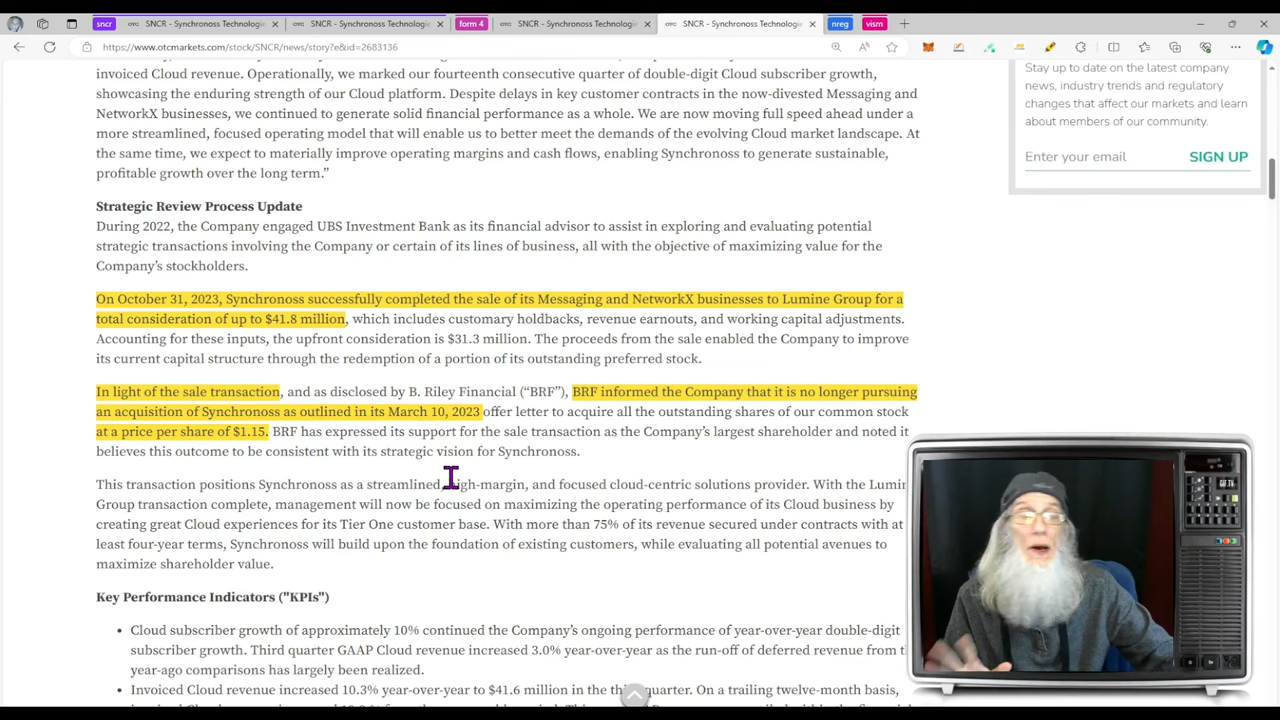 sncr
SNCR - Synchronoss Technologie
SNCR - Synchronoss Technologie
form 4
SNCR - Synchronoss Technologie
SNCR - Synchronoss Technologie
nreg
vism
https://www.otcmarkets.com/stock/SNCR/news/story?e&id=2683136
invoiced Cloud revenue. Operationally, we marked our fourteenth consecutive quarter of double-digit Cloud subscriber growth,
showcasing the enduring strength of our Cloud platform. Despite delays in key customer contracts in the now-divested Messaging and
NetworkX businesses, we continued to generate solid financial performance as a whole. We are now moving full speed ahead under a
more streamlined, focused operating model that will enable us to better meet the demands of the evolving Cloud market landscape. At
the same time, we expect to materially improve operating margins and cash flows, enabling Synchronoss to generate sustainable,
profitable growth over the long term.”
Strategic Review Process Update
During 2022, the Company engaged UBS Investment Bank as its financial advisor to assist in exploring and evaluating potential
strategic transactions involving the Company or certain of its lines of business, all with the objective of maximizing value for the
Company’s stockholders.
On October 31, 2023, Synchronoss successfully completed the sale of its Messaging and NetworkX businesses to Lumine Group for a
total consideration of up to $41.8 million, which includes customary holdbacks, revenue earnouts, and working capital adjustments.
Accounting for these inputs, the upfront consideration is $31.3 million. The proceeds from the sale enabled the Company to improve
its current capital structure through the redemption of a portion of its outstanding preferred stock.
In light of the sale transaction, and as disclosed by B. Riley Financial (“BRF”), BRF informed the Company that it is no longer pursuing
an acquisition of Synchronoss as outlined in its March 10, 2023 offer letter to acquire all the outstanding shares of our common stock
at a price per share of $1.15. BRF has expressed its support for the sale transaction as the Company’s largest shareholder and noted it
believes this outcome to be consistent with its strategic vision for Synchronoss.
This transaction positions Synchronoss as a streamlined, high-margin, and focused cloud-centric solutions provider. With the Lumin
Group transaction complete, management will now be focused on maximizing the operating performance of its Cloud business by
creating great Cloud experiences for its Tier One customer base. With more than 75% of its revenue secured under contracts with at
least four-year terms, Synchronoss will build upon the foundation of existing customers, while evaluating all potential avenues to
maximize shareholder value.
Key Performance Indicators ("KPIs")
• Cloud subscriber growth of approximately 10% continued
ompany’s ongoing performance of year-over-year double-digit
subscriber growth. Third quarter GAAP Cloud revenue increased
0% year-over-year as the run-off of deferred revenue from t
year-ago comparisons has largely been realized.
• Invoiced Cloud revenue increased 10.3% year-over-year to $41.6 million in the third quarter. On a trailing twelve-month basis,
Stay up to date on the latest company
news, industry trends and regulatory
changes that affect our markets and learn
about members of our community.
Enter your email
SIGN UP